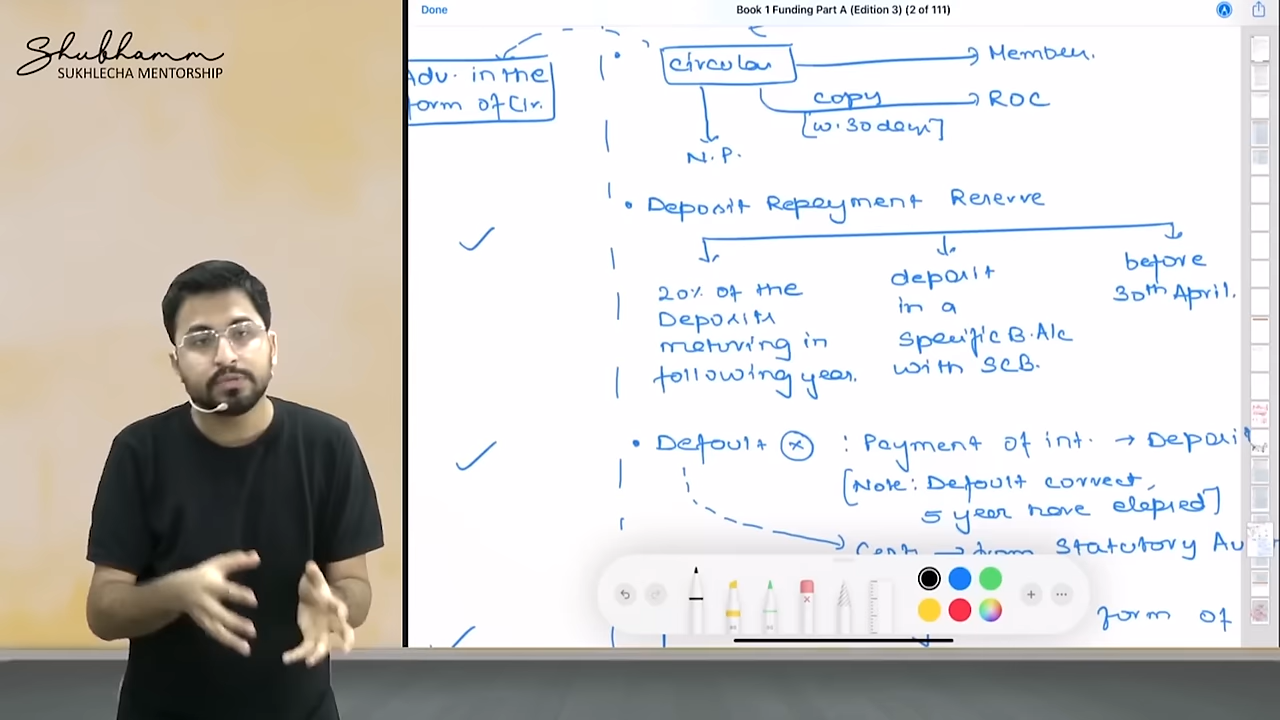 Done
Book 1 Funding Part A (Edition 3) (2 of 111)
Shubhamm
SUKHLECHA MENTORSHIP
Adv. in the
form of Cir.
circular
Member.
copy
ROC
[w. 30 days]
N.P.
• Deposit Repayment Reserve
20% of the
Deposits
maturing in
following year.
deposit
in a
specific B. A/c
with SCB.
before
30th April.
• Default : Payment of int. → Deposit
[Note: Default correct,
5 year have elapsed]
from Statutory Au
form of